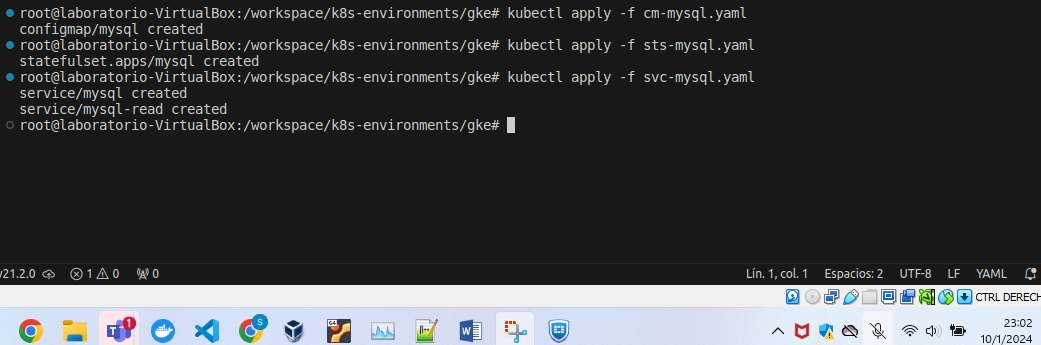 root@laboratorio-VirtualBox:/workspace/k8s-environments/gke# kubectl apply -f cm-mysql.yaml
configmap/mysql created
root@laboratorio-VirtualBox:/workspace/k8s-environments/gke# kubectl apply -f sts-mysql.yaml
statefulset.apps/mysql created
root@laboratorio-VirtualBox:/workspace/k8s-environments/gke# kubectl apply -f svc-mysql.yaml
service/mysql created
service/mysql-read created
root@laboratorio-VirtualBox:/workspace/k8s-environments/gke#
v21.2.0 1 0 0 Lín. 1, col. 1 Espacios: 2 UTF-8 LF YAML
CTRL DERECH
1 S 64 23:02
10/1/2024